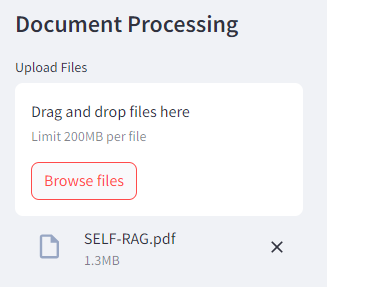 Document Processing
Upload Files
Drag and drop files here
Limit 200MB per file
Browse files
SELF-RAG.pdf
1.3MB